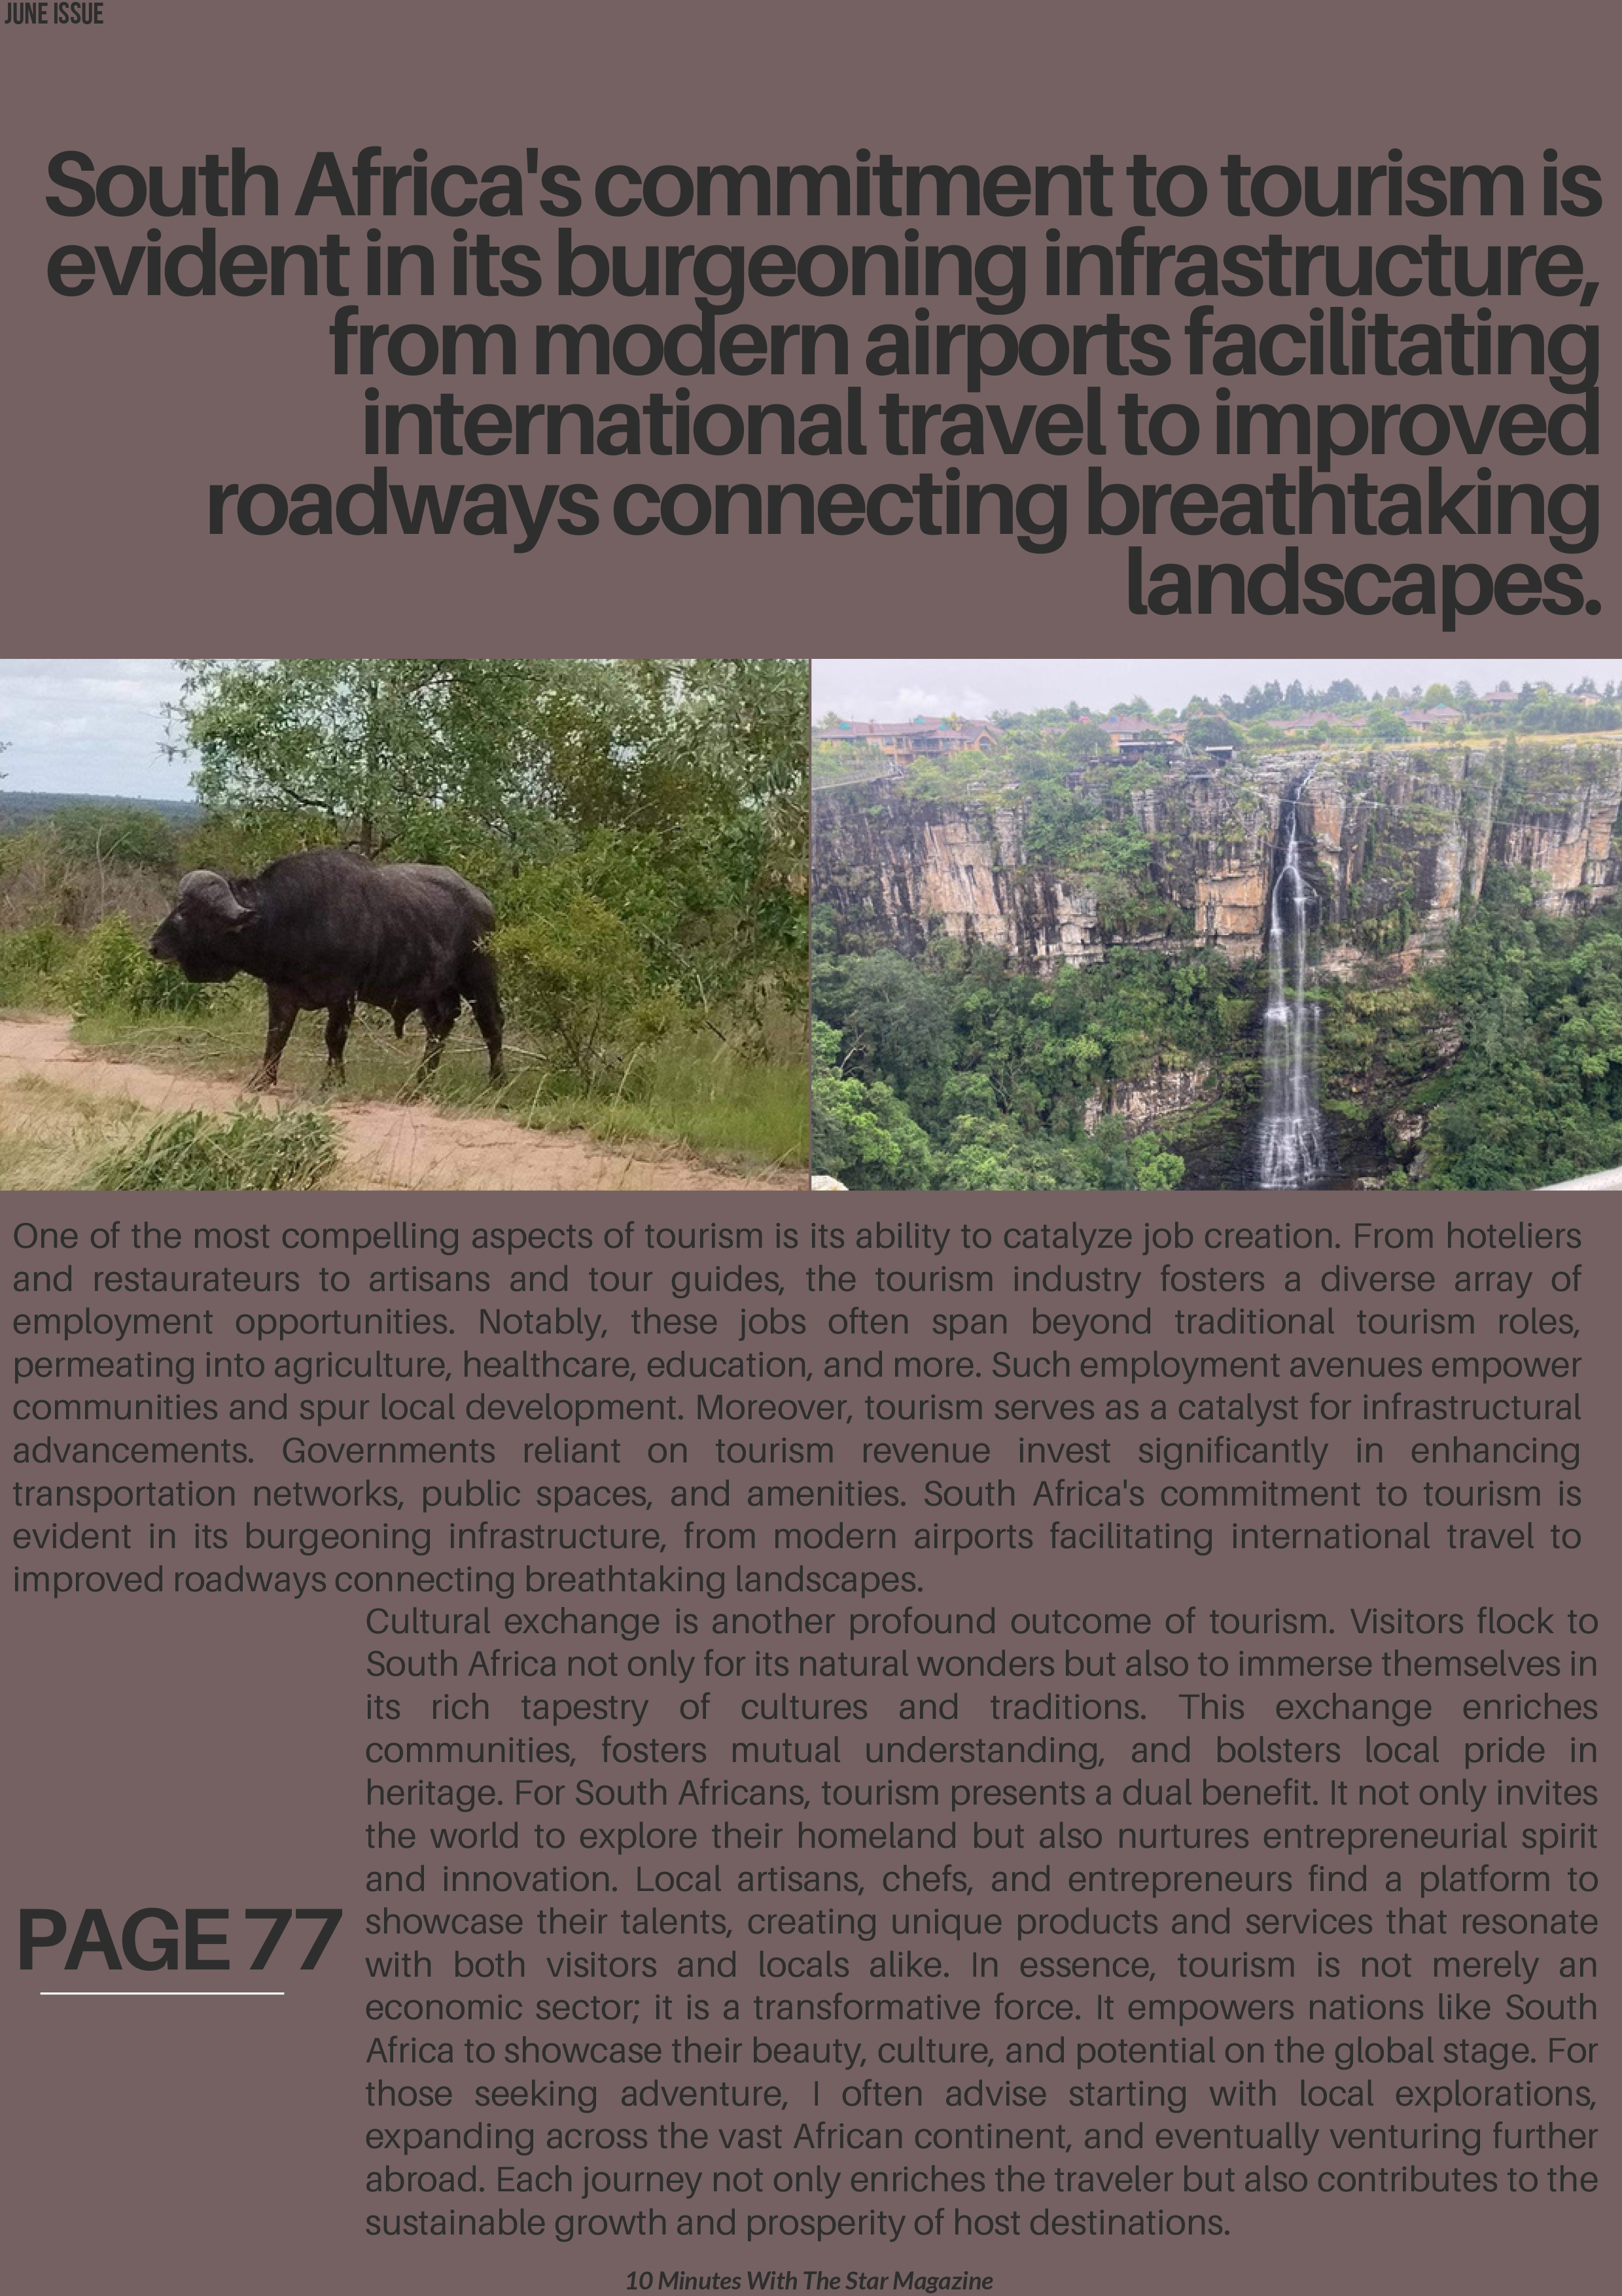 JUNE ISSUE
South Africa's commitment to tourism is
evident in its burgeoning infrastructure,
from modern airports facilitating
international travel to improved
roadways connecting breathtaking
landscapes.
One of the most compelling aspects of tourism is its ability to catalyze job creation. From hoteliers
and restaurateurs to artisans and tour guides, the tourism industry fosters a diverse array of
employment opportunities. Notably, these jobs often span beyond traditional tourism roles,
permeating into agriculture, healthcare, education, and more. Such employment avenues empower
communities and spur local development. Moreover, tourism serves as a catalyst for infrastructural
advancements. Governments reliant on tourism revenue invest significantly in enhancing
transportation networks, public spaces, and amenities. South Africa's commitment to tourism is
evident in its burgeoning infrastructure, from modern airports facilitating international travel to
improved roadways connecting breathtaking landscapes.
Cultural exchange is another profound outcome of tourism. Visitors flock to
South Africa not only for its natural wonders but also to immerse themselves in
its rich tapestry of cultures and traditions. This exchange enriches
communities, fosters mutual understanding, and bolsters local pride in
heritage. For South Africans, tourism presents a dual benefit. It not only invites
the world to explore their homeland but also nurtures entrepreneurial spirit
and innovation. Local artisans, chefs, and entrepreneurs find a platform to
showcase their talents, creating unique products and services that resonate
with both visitors and locals alike. In essence, tourism is not merely an
economic sector; it is a transformative force. It empowers nations like South
Africa to showcase their beauty, culture, and potential on the global stage. For
those seeking adventure, I often advise starting with local explorations,
expanding across the vast African continent, and eventually venturing further
abroad. Each journey not only enriches the traveler but also contributes to the
sustainable growth and prosperity of host destinations.
PAGE 77
10 Minutes With The Star Magazine